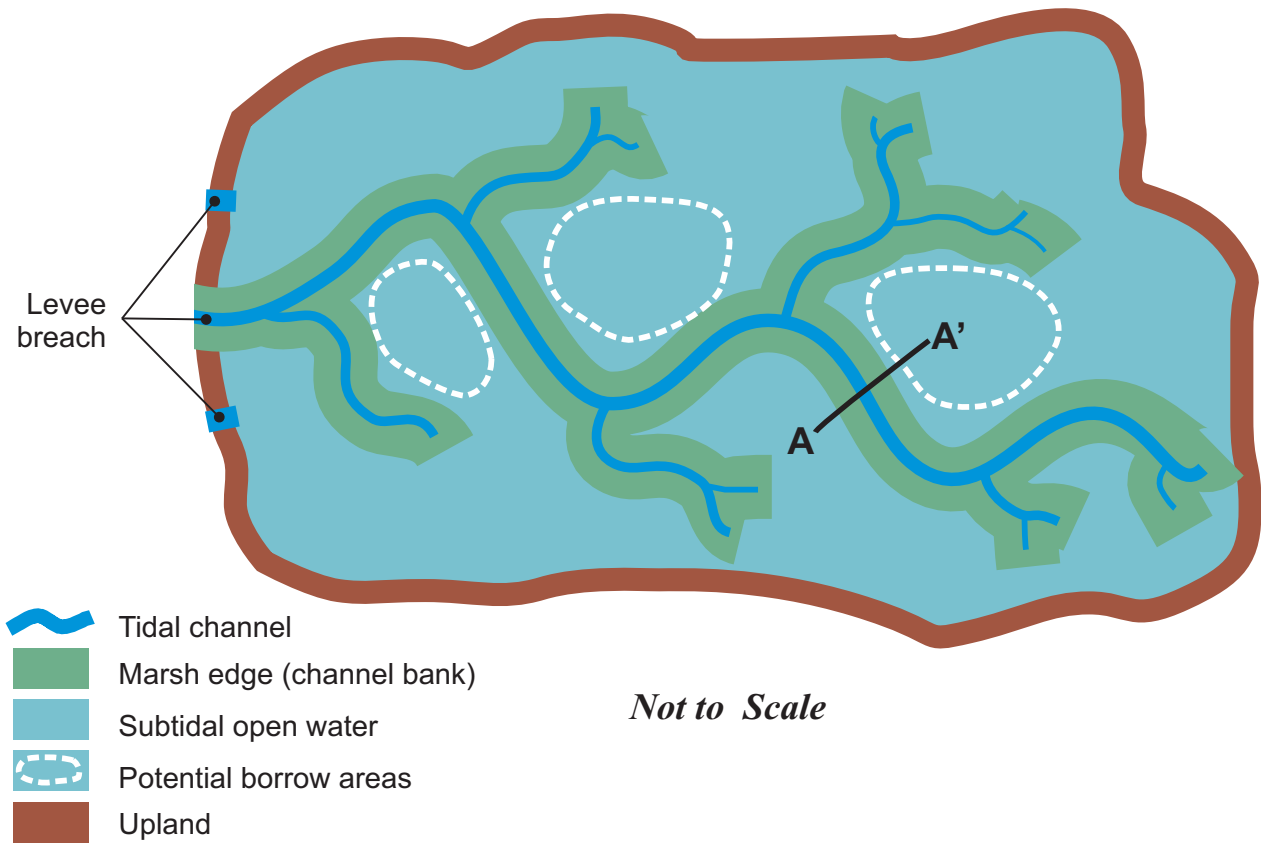 Levee
breach
A'
A
Tidal channel
Marsh edge (channel bank)
Subtidal open water
Potential borrow areas
Upland
Not to Scale